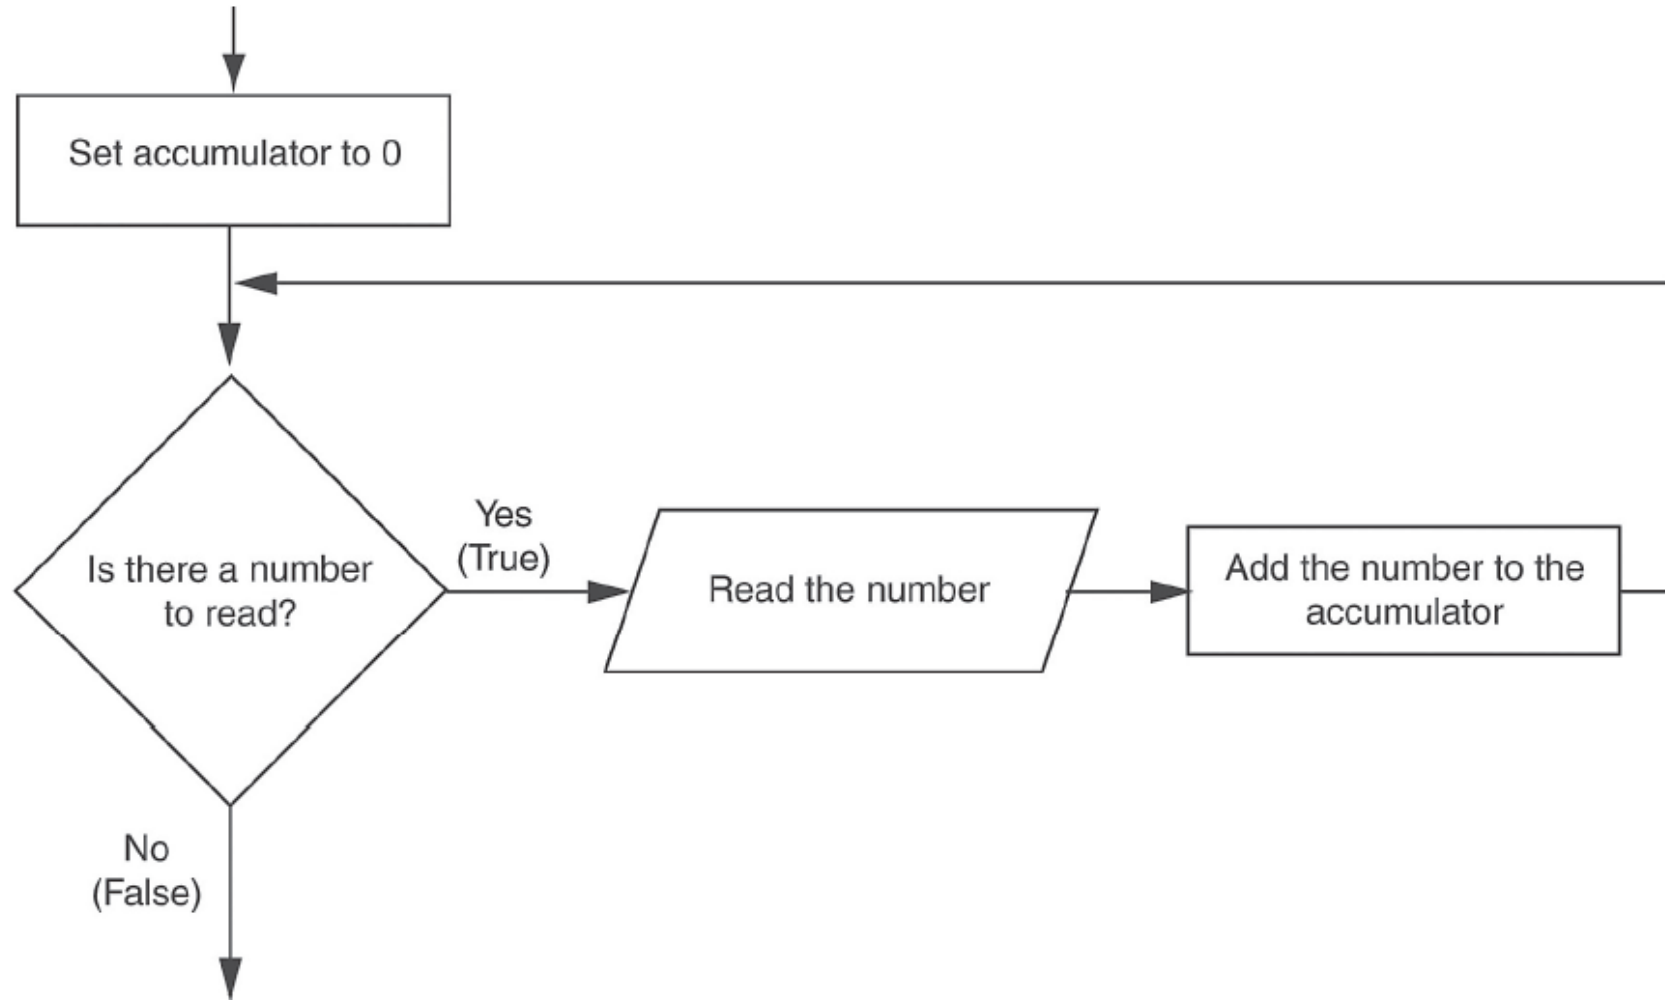 Set accumulator to 0
Is there a number
to read?
Yes
(True)
Read the number
Add the number to the
accumulator
No
(False)